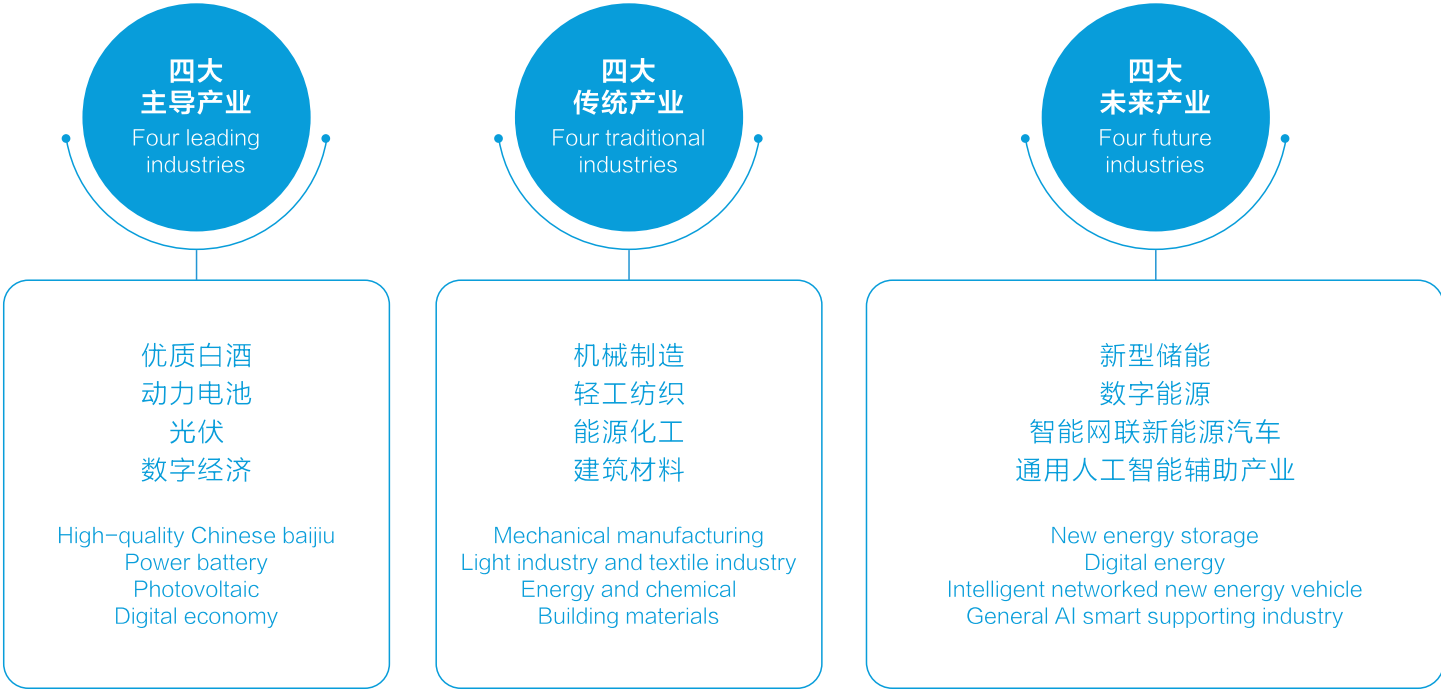 四大
主导产业
Four leading
industries
优质白酒
动力电池
光伏
数字经济
High-quality Chinese baijiu
Power battery
Photovoltaic
Digital economy
四大
传统产业
Four traditional
industries
机械制造
轻工纺织
能源化工
建筑材料
Mechanical manufacturing
Light industry and textile industry
Energy and chemical
Building materials
四大
未来产业
Four future
industries
新型储能
数字能源
智能网联新能源汽车
通用人工智能辅助产业
New energy storage
Digital energy
Intelligent networked new energy vehicle
General AI smart supporting industry